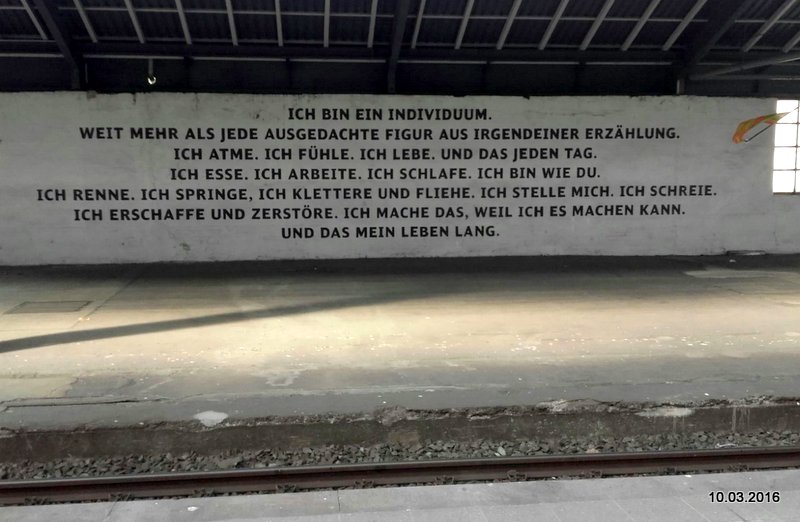 ICH BIN EIN INDIVIDUUM.
WEIT MEHR ALS JEDE AUSGEDACHTE FIGUR AUS IRGENDEINER ERZÄHLUNG.
ICH ATME. ICH FÜHLE. ICH LEBE. UND DAS JEDEN TAG.
ICH ESSE. ICH ARBEITE. ICH SCHLAFE. ICH BIN WIE DU.
ICH RENNE. ICH SPRINGE, ICH KLETTERE UND FLIEHE. ICH STELLE MICH. ICH SCHREIE.
ICH ERSCHAFFE UND ZERSTÖRE. ICH MACHE DAS, WEIL ICH ES MACHEN KANN.
UND DAS MEIN LEBEN LANG.
10.03.2016